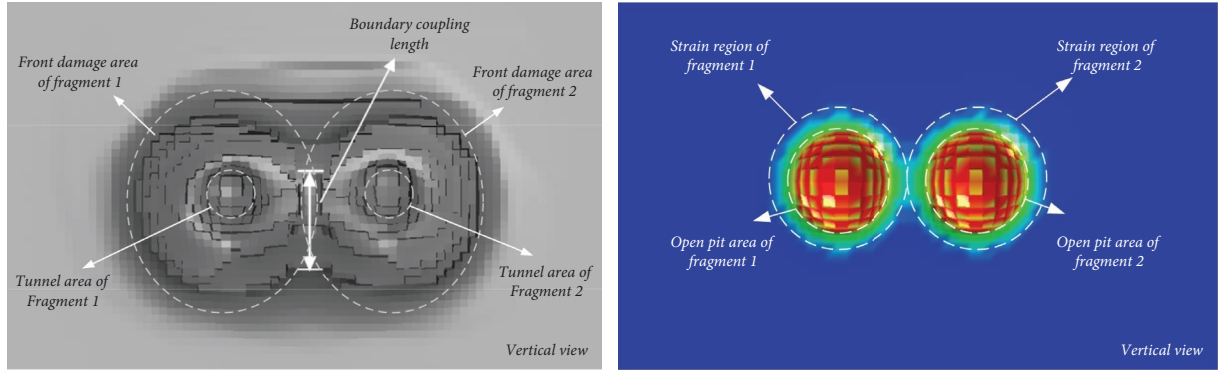 Boundary coupling
length
Front damage area
of fragment 1
Front damage area
of fragment 2
Tunnel area of
Fragment 1
Tunnel area of
Fragment 2
Vertical view
Strain region of
fragment 1
Strain region of
fragment 2
Open pit area of
fragment 1
Open pit area of
fragment 2
Vertical view